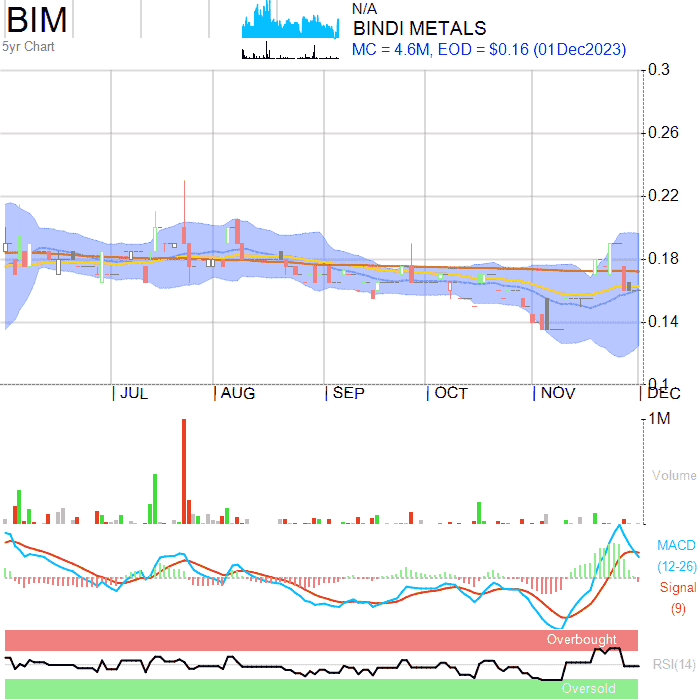 BIM
5yr Chart
N/A
BINDI METALS
MC = 4.6M, EOD = $0.16 (01Dec2023)
0.3
0.26
0.22
0.18
0.14
0.1
JUL AUG SEP OCT NOV DEC
1M
Volume
MACD
(12-26)
Signal
(9)
Overbought
RSI(14)
Oversold